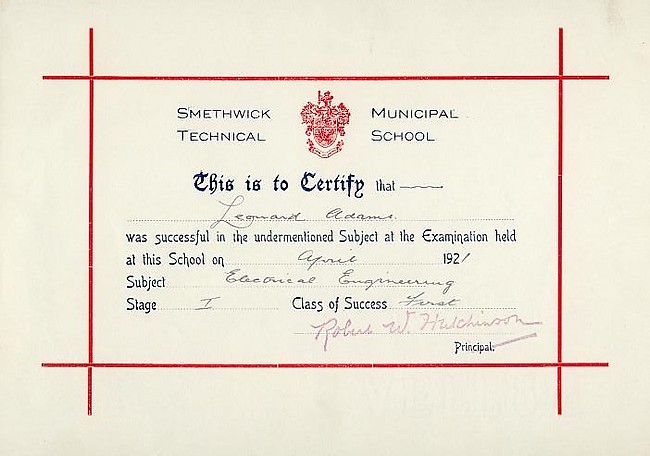 SMETHWICK MUNICIPAL
TECHNICAL SCHOOL
This is to Certify that
Leonard Adams.
was successful in the undermentioned Subject at the Examination held
at this School on April 1921
Subject Electrical Engineering
Stage I Class of Success First
Robert W. Hutchinson
Principal.